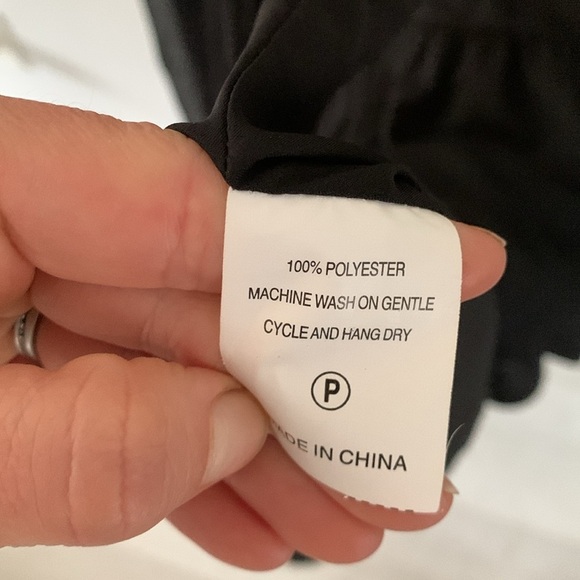 100% POLYESTER
MACHINE WASH ON GENTLE
CYCLE AND HANG DRY
P
IN CHINA